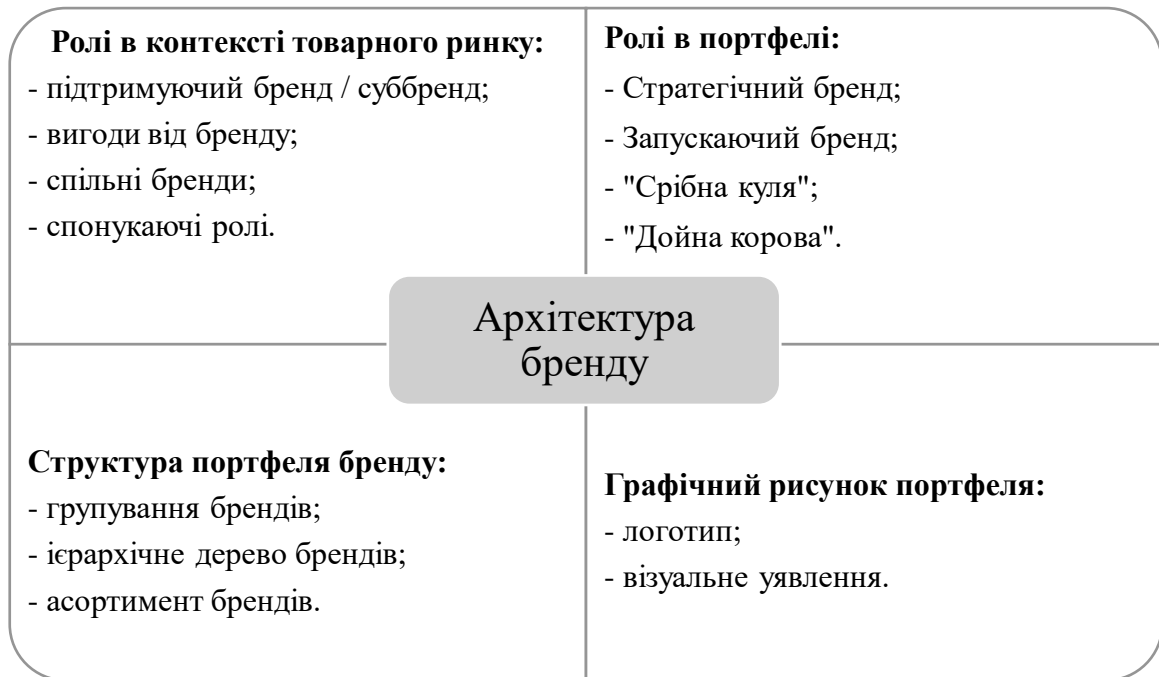 Ролі в контексті товарного ринку:
- підтримуючий бренд / суббренд;
- вигоди від бренду;
- спільні бренди;
- спонукаючі ролі.
Ролі в портфелі:
- Стратегічний бренд;
- Запускаючий бренд;
- "Срібна куля";
- "Дойна корова".
Архітектура
бренду
Структура портфеля бренду:
- групування брендів;
- ієрархічне дерево брендів;
- асортимент брендів.
Графічний рисунок портфеля:
- логотип;
- візуальне уявлення.